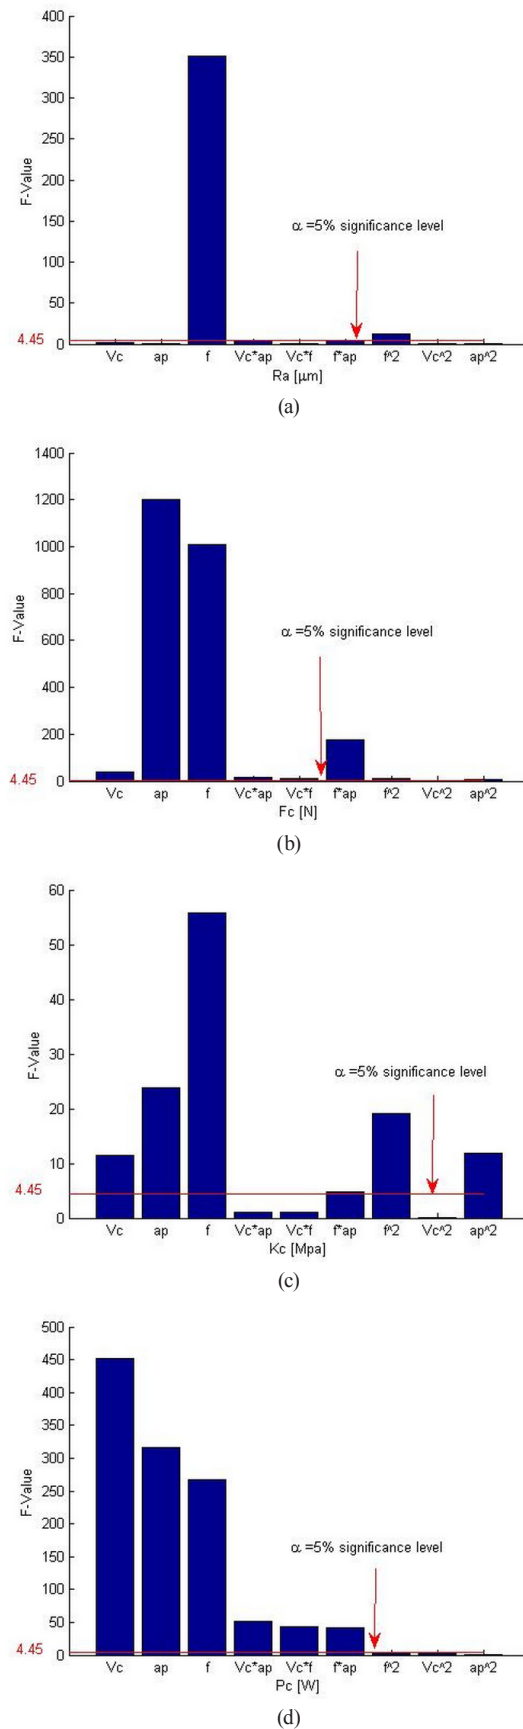 400
350
300
250
200
150
100
50
0
F-Value
α =5% significance level
4.45
Vc ap f Vc*ap Vc*f f*ap f^2 Vc^2 ap^2
Ra [µm]
(a)
1400
1200
1000
800
600
400
200
0
F-Value
α =5% significance level
4.45
Vc ap f Vc*ap Vc*f f*ap f^2 Vc^2 ap^2
Fc [N]
(b)
60
50
40
30
20
10
0
F-Value
α =5% significance level
4.45
Vc ap f Vc*ap Vc*f f*ap f^2 Vc^2 ap^2
Kc [Mpa]
(c)
500
450
400
350
300
250
200
150
100
50
0
F-Value
α =5% significance level
4.45
Vc ap f Vc*ap Vc*f f*ap f^2 Vc^2 ap^2
Pc [W]
(d)